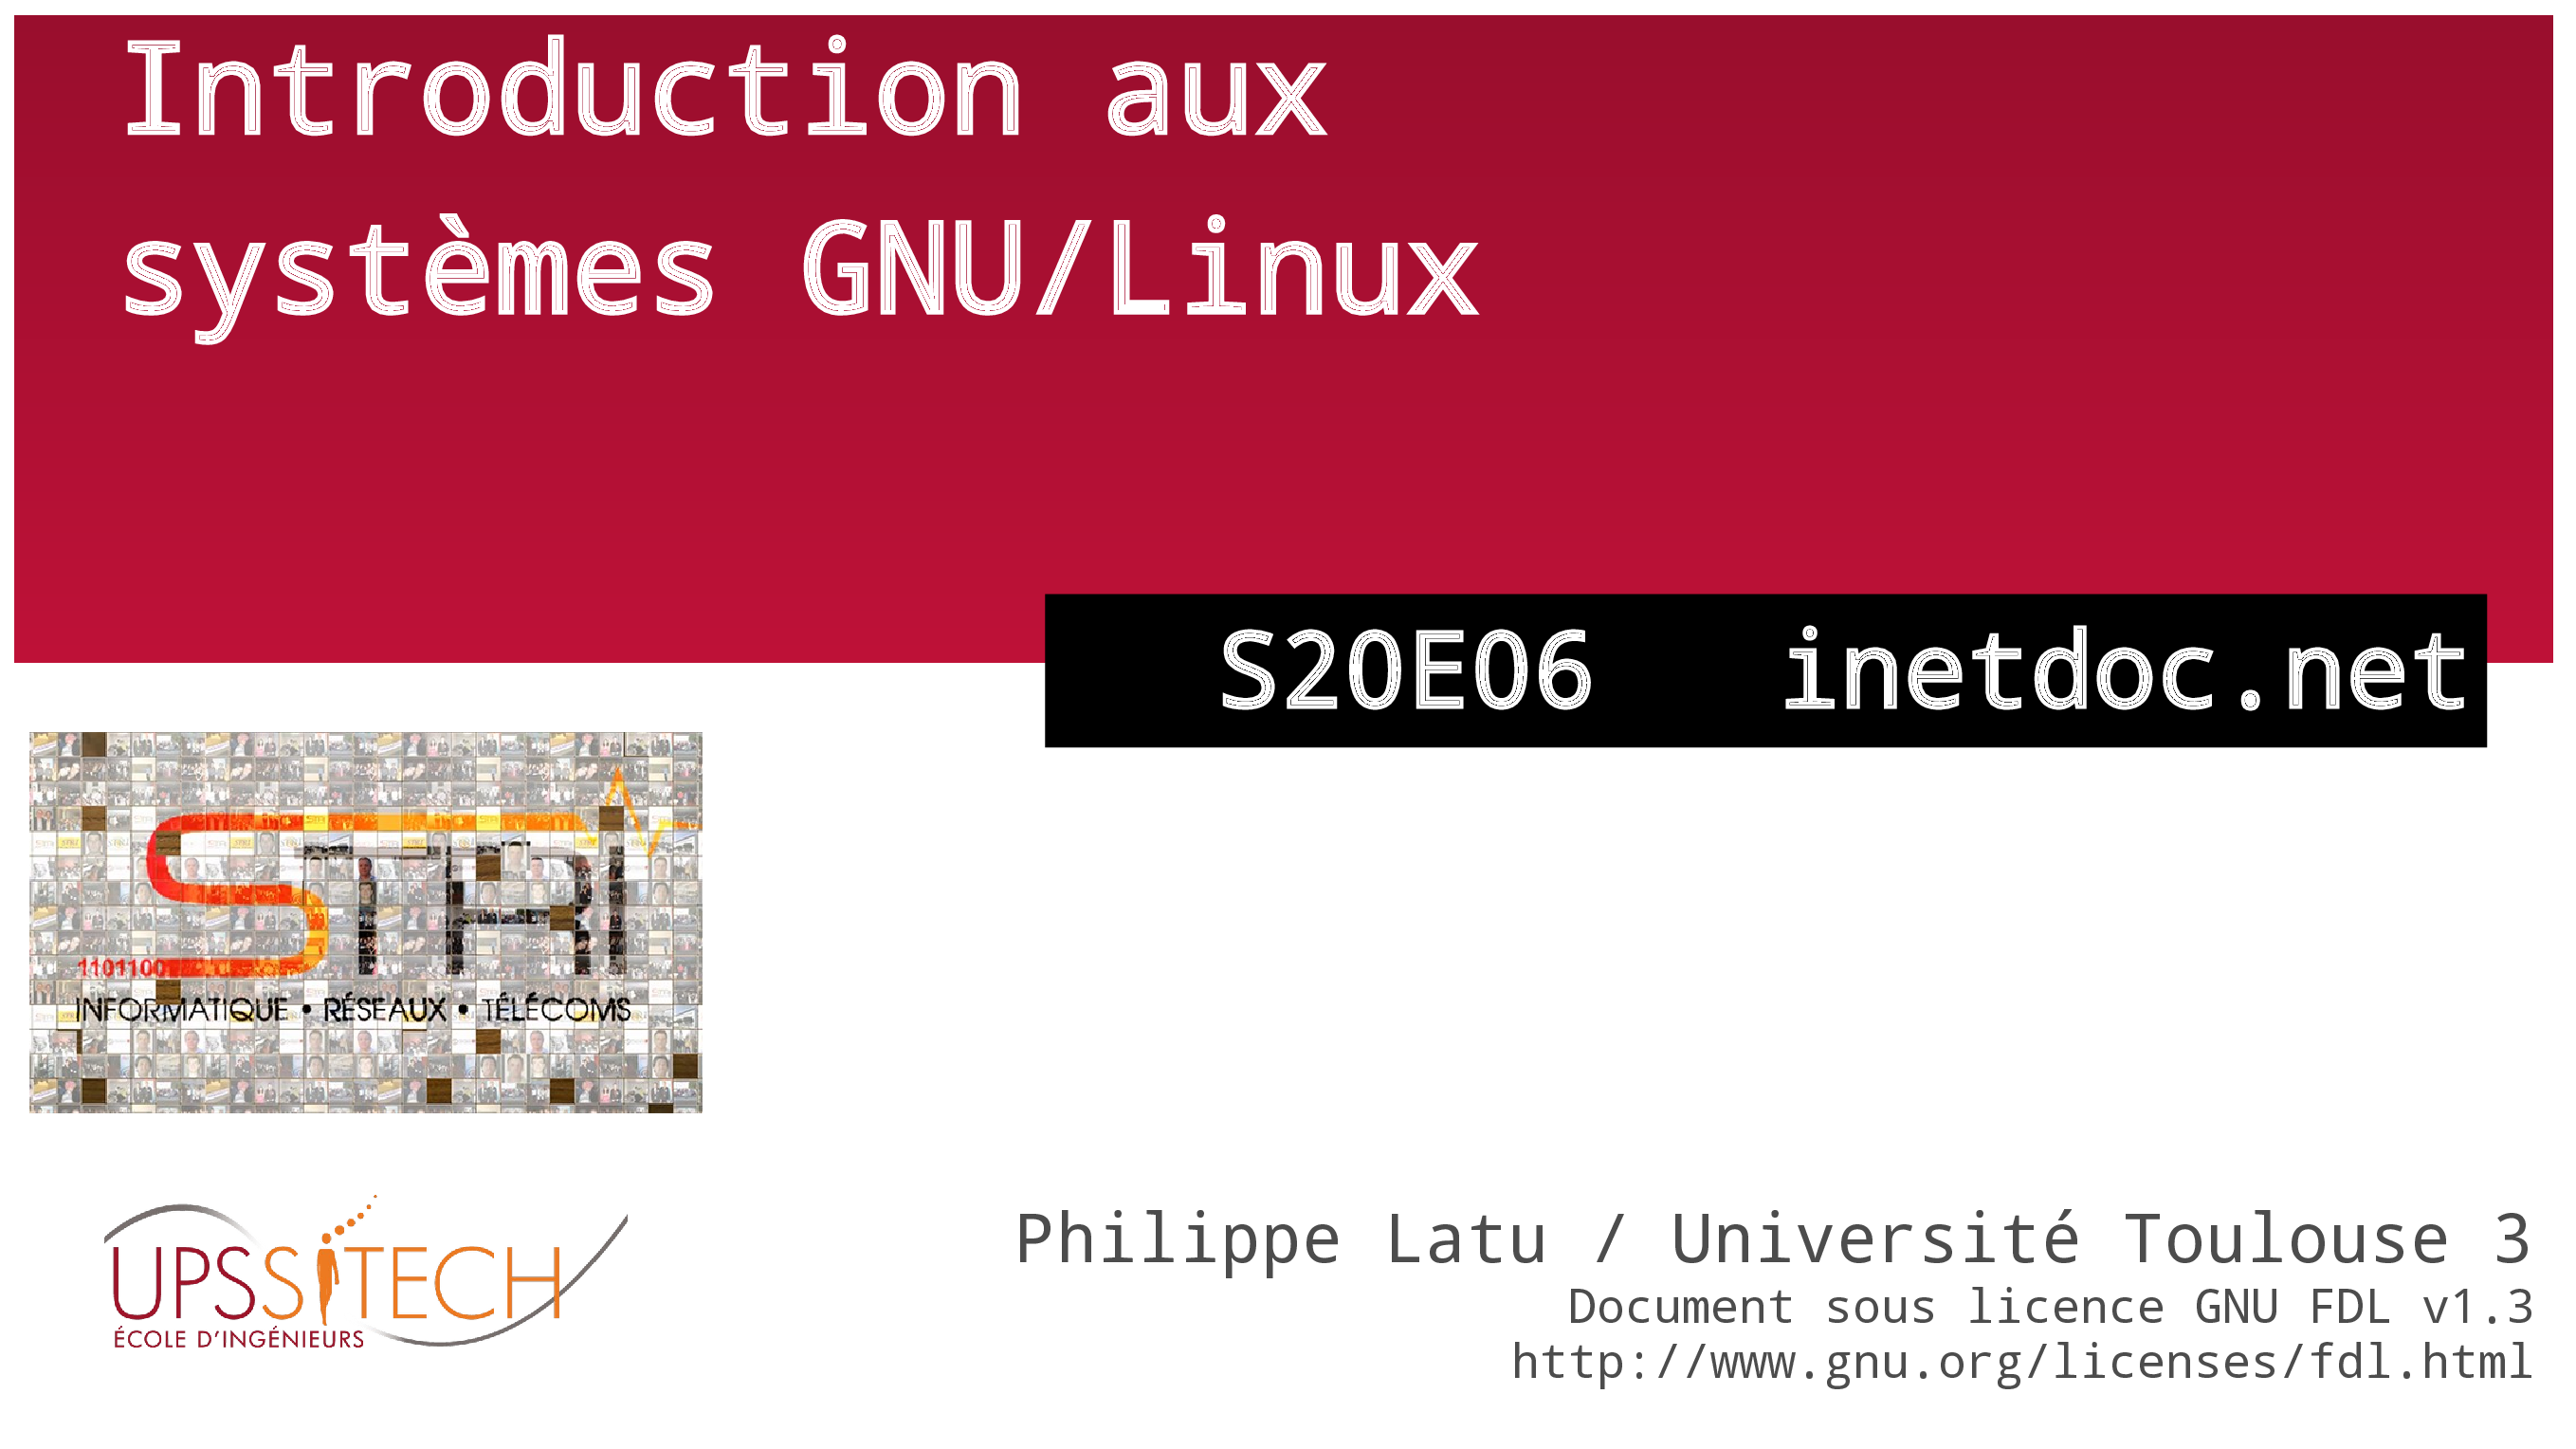 Introduction aux
systèmes GNU/Linux
S20E06 inetdoc.net
STRI
1101100
INFORMATIQUE • RÉSEAUX • TÉLÉCOMS
UPSSITECH
ÉCOLE D'INGÉNIEURS
Philippe Latu / Université Toulouse 3
Document sous licence GNU FDL v1.3
http://www.gnu.org/licenses/fdl.html